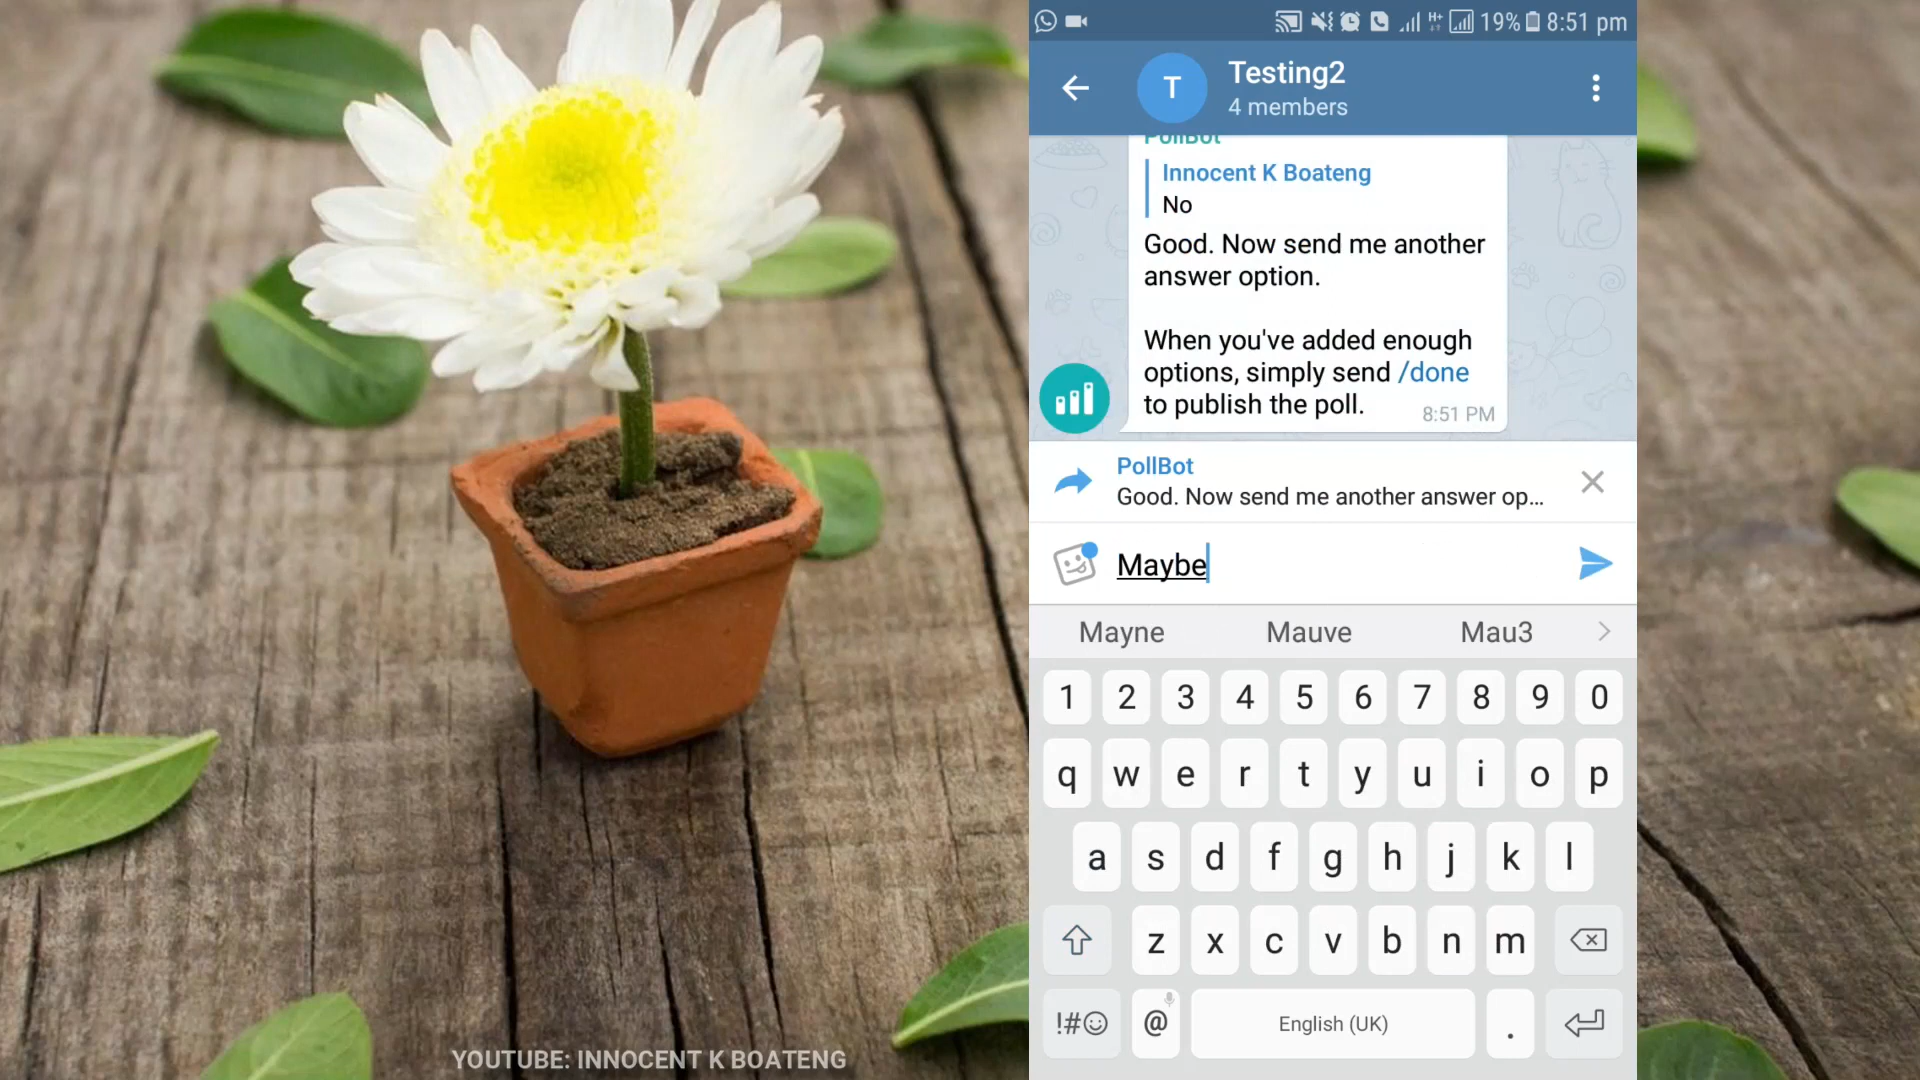 19% 8:51 pm
T
Testing2
4 members
PollBot
Innocent K Boateng
No
Good. Now send me another
answer option.
When you've added enough
options, simply send /done
to publish the poll.
8:51 PM
PollBot
Good. Now send me another answer op...
Maybe
Mayne Mauve Mau3
1 2 3 4 5 6 7 8 9 0
q w e r t y u i o p
a s d f g h j k l
z x c v b n m
!#☺ @ English (UK) .
YOUTUBE: INNOCENT K BOATENG